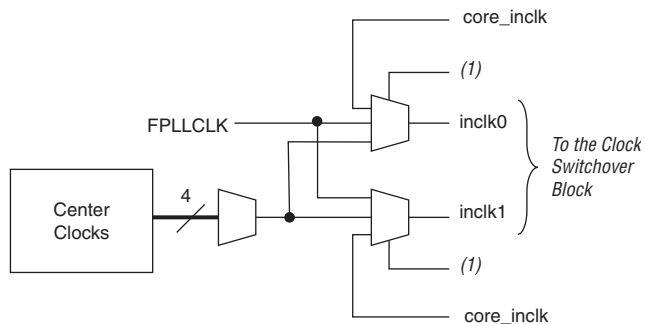 core_inclk
(1)
FPLLCLK
inclk0
To the Clock
Switchover
Block
4
Center
Clocks
inclk1
(1)
core_inclk